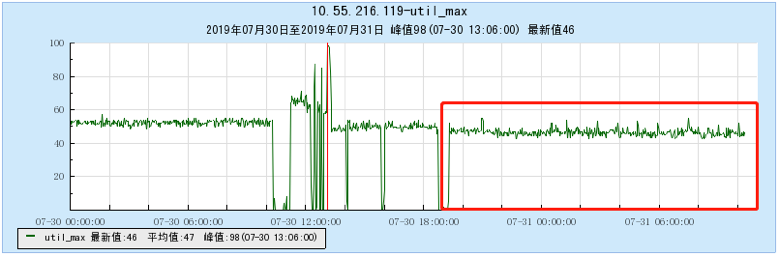 10.55.216.119-util_max
2019年07月30日至2019年07月31日 峰值98(07-30 13:06:00) 最新值46
100
80
60
40
20
07-30 00:00:00 07-30 06:00:00 07-30 12:00:00 07-30 18:00:00 07-31 00:00:00 07-31 06:00:00
util_max 最新值:46 平均值:47 峰值:98(07-30 13:06:00)